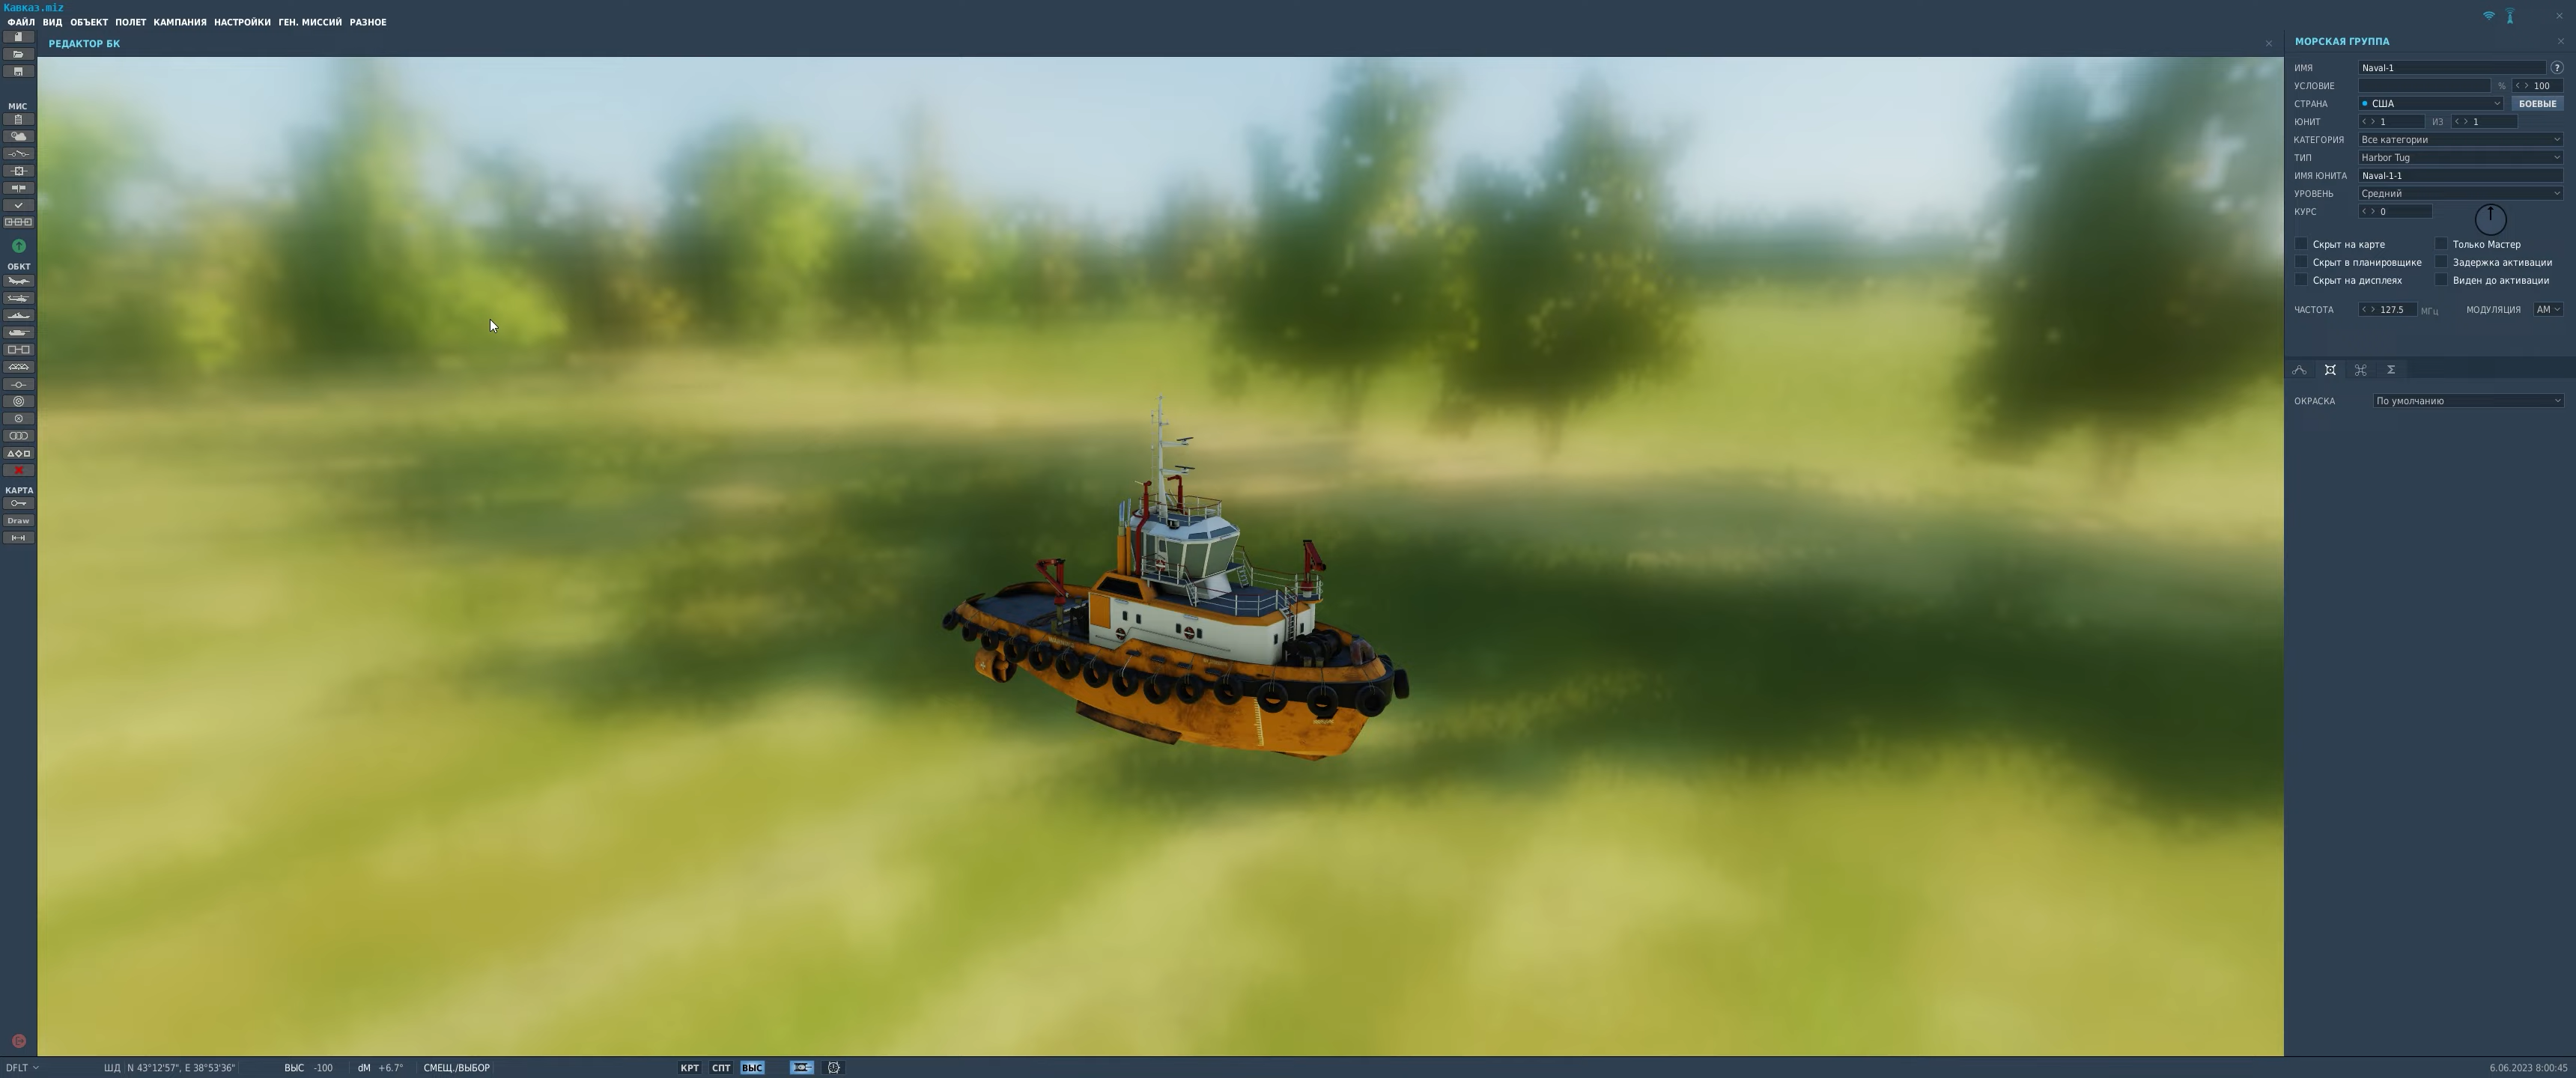 Кавказ.miz
ФАЙЛ ВИД ОБЪЕКТ ПОЛЕТ КАМПАНИЯ НАСТРОЙКИ ГЕН. МИССИЙ РАЗНОЕ
РЕДАКТОР БК
МИС
ОБКТ
КАРТА
Draw
МОРСКАЯ ГРУППА
ИМЯ Naval-1 ?
УСЛОВИЕ % < > 100
СТРАНА США БОЕВЫЕ
ЮНИТ < > 1 ИЗ < > 1
КАТЕГОРИЯ Все категории
ТИП Harbor Tug
ИМЯ ЮНИТА Naval-1-1
УРОВЕНЬ Средний
КУРС < > 0
Скрыт на карте Только Мастер
Скрыт в планировщике Задержка активации
Скрыт на дисплеях Виден до активации
ЧАСТОТА < > 127.5 МГц МОДУЛЯЦИЯ AM
ОКРАСКА По умолчанию
DFLT ШД N 43°12'57", E 38°53'36" ВЫС -100 dM +6.7° СМЕЩ./ВЫБОР КРТ СПТ ВЫС 6.06.2023 8:00:45